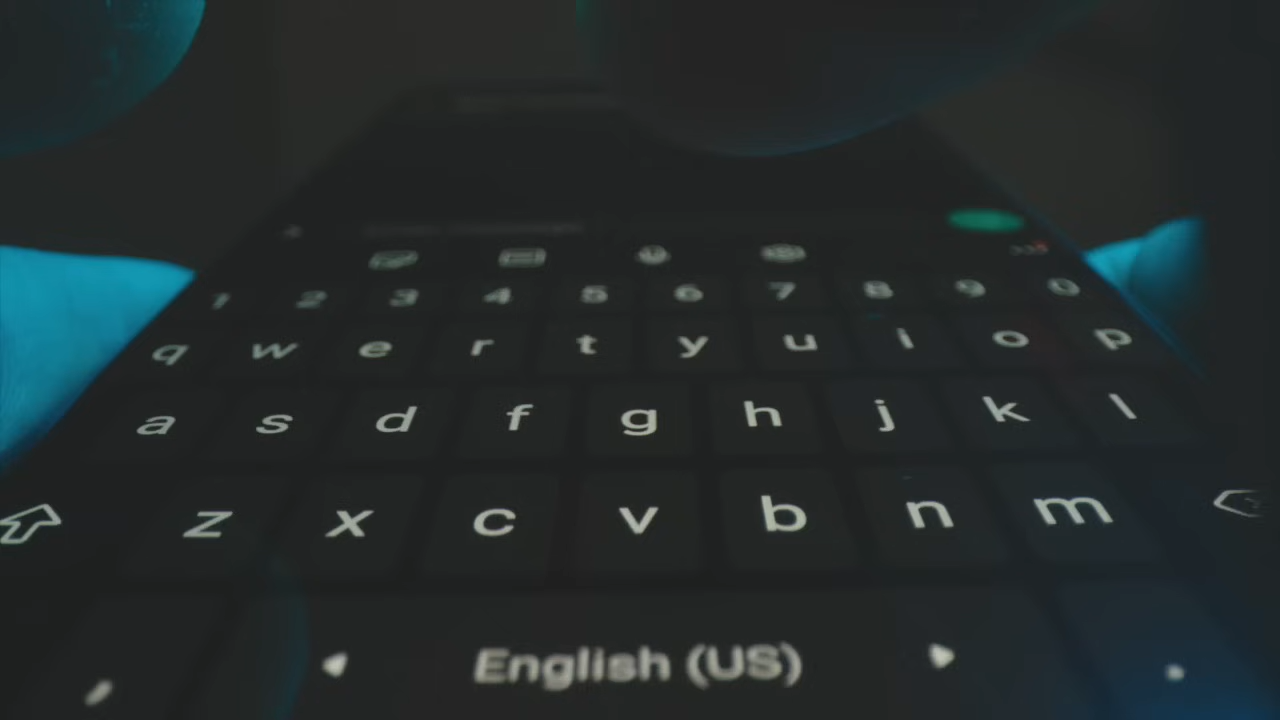 1 2 3 4 5 6 7 8 9 0
q w e r t y u i o p
a s d f g h j k l
z x c v b n m
, English (US) .